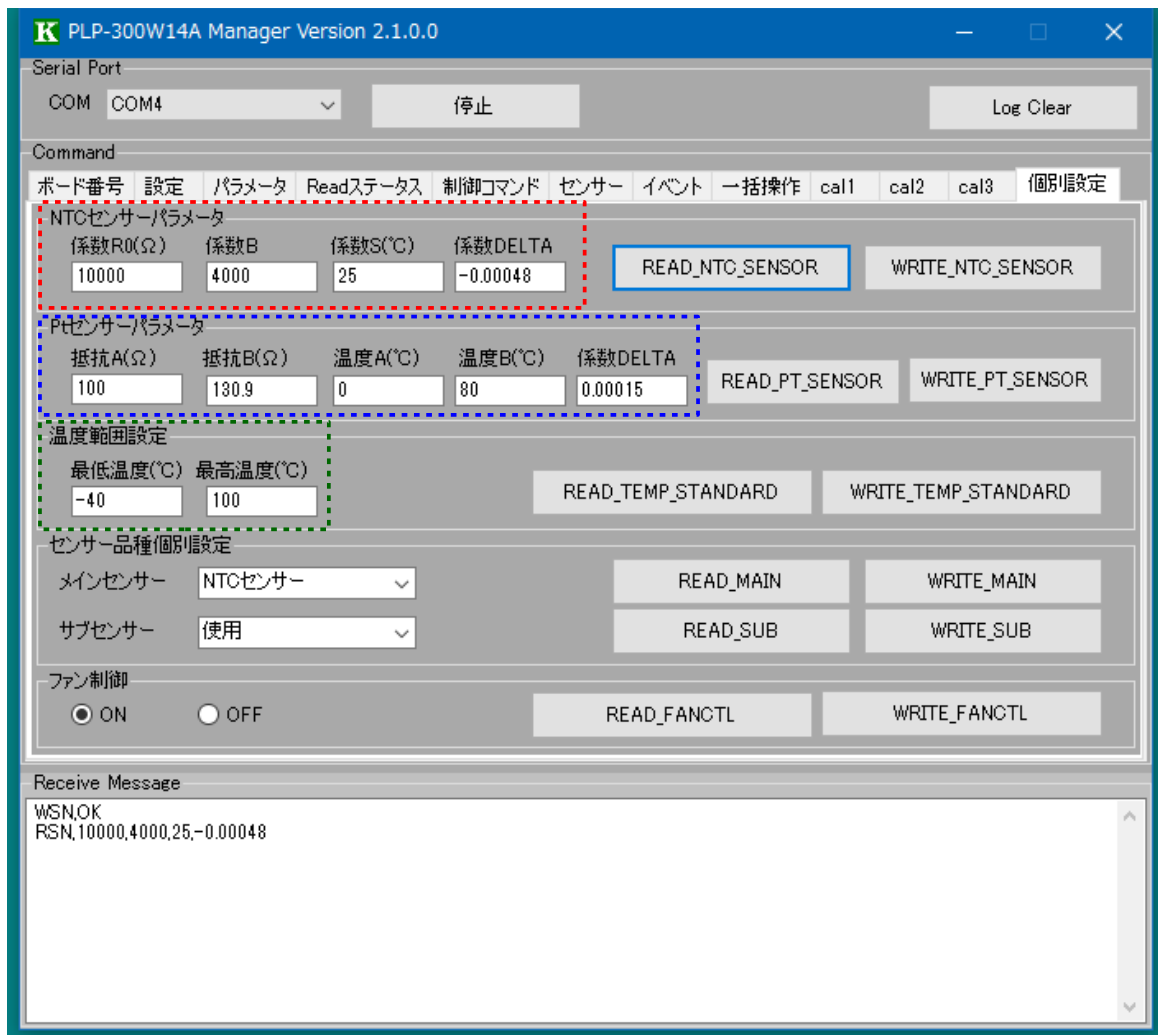 K PLP-300W14A Manager Version 2.1.0.0
Serial Port
COM COM4 停止 Log Clear
Command
ボード番号 設定 パラメータ Readステータス 制御コマンド センサー イベント 一括操作 cal1 cal2 cal3 個別設定
NTCセンサーパラメータ
係数R0(Ω) 係数B 係数S(℃) 係数DELTA
10000 4000 25 -0.00048 READ_NTC_SENSOR WRITE_NTC_SENSOR
Ptセンサーパラメータ
抵抗A(Ω) 抵抗B(Ω) 温度A(℃) 温度B(℃) 係数DELTA
100 130.9 0 80 0.00015 READ_PT_SENSOR WRITE_PT_SENSOR
温度範囲設定
最低温度(℃) 最高温度(℃)
-40 100 READ_TEMP_STANDARD WRITE_TEMP_STANDARD
センサー品種個別設定
メインセンサー NTCセンサー READ_MAIN WRITE_MAIN
サブセンサー 使用 READ_SUB WRITE_SUB
ファン制御
ON OFF READ_FANCTL WRITE_FANCTL
Receive Message
WSN,OK
RSN,10000,4000,25,-0.00048